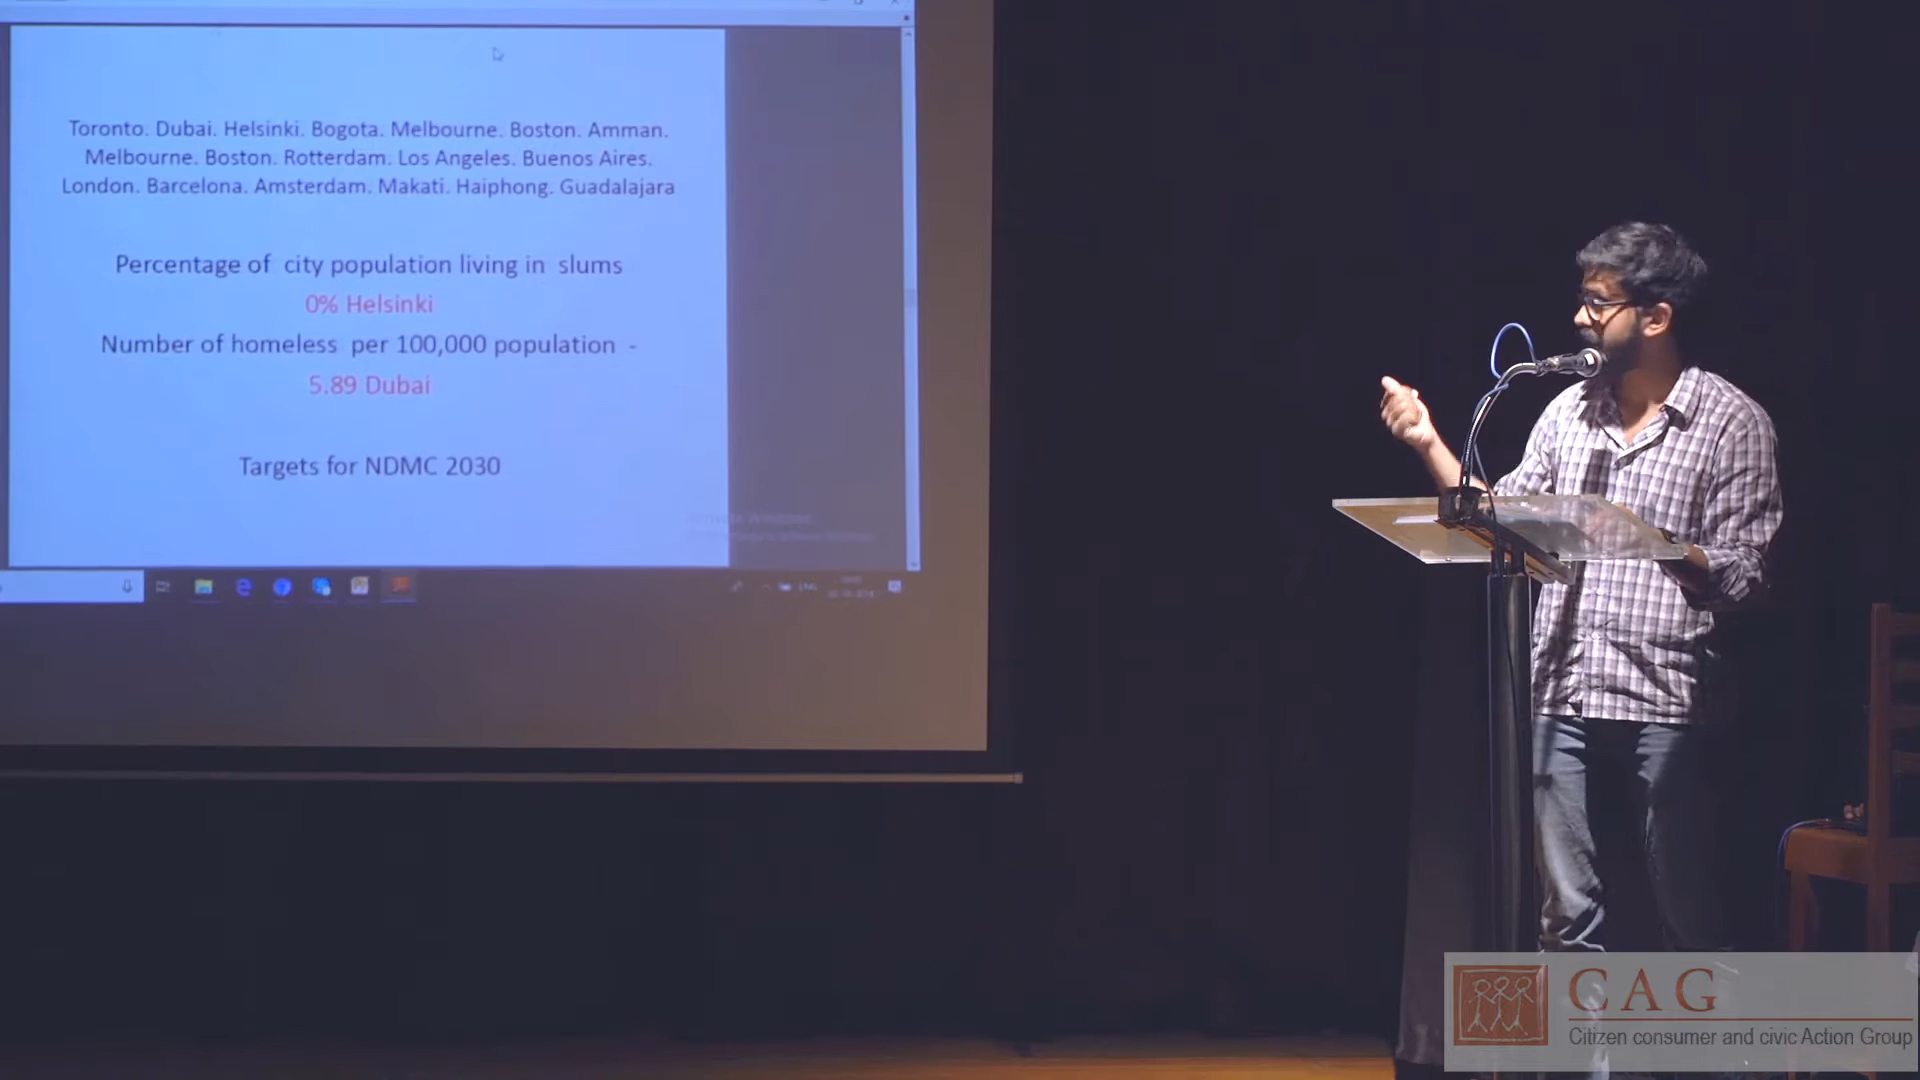 Toronto. Dubai. Helsinki. Bogota. Melbourne. Boston. Amman.
Melbourne. Boston. Rotterdam. Los Angeles. Buenos Aires.
London. Barcelona. Amsterdam. Makati. Haiphong. Guadalajara
Percentage of city population living in slums
0% Helsinki
Number of homeless per 100,000 population -
5.89 Dubai
Targets for NDMC 2030
ENG
CAG
Citizen consumer and civic Action Group